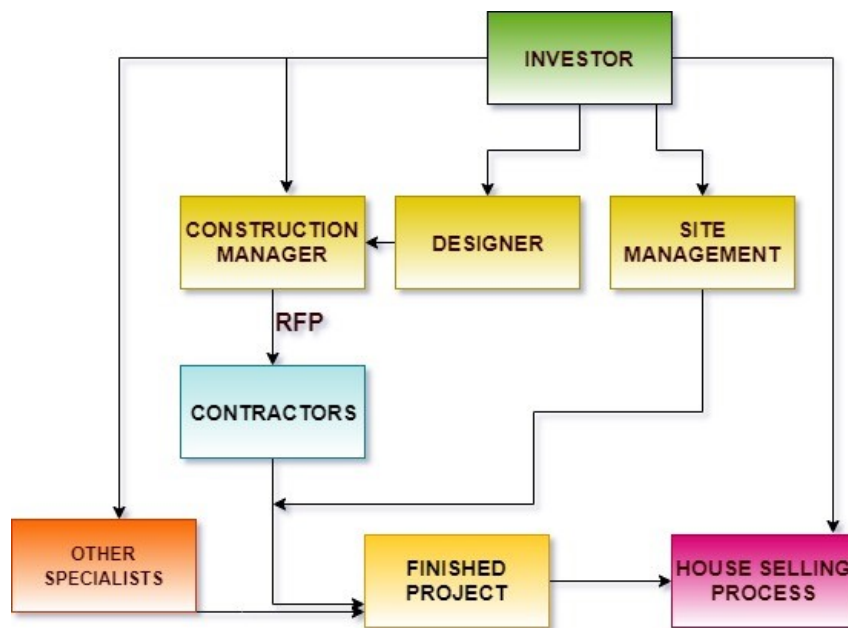 INVESTOR
CONSTRUCTION
MANAGER
DESIGNER
SITE
MANAGEMENT
RFP
CONTRACTORS
OTHER
SPECIALISTS
FINISHED
PROJECT
HOUSE SELLING
PROCESS